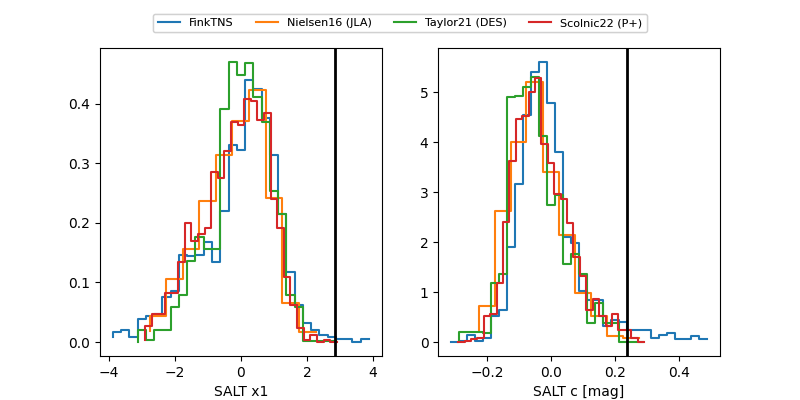 FinkTNS Nielsen16 (JLA) Taylor21 (DES) Scolnic22 (P+)
0.4
0.3
0.2
0.1
0.0
−4 −2 0 2 4
SALT x1
5
4
3
2
1
0
−0.2 0.0 0.2 0.4
SALT c [mag]